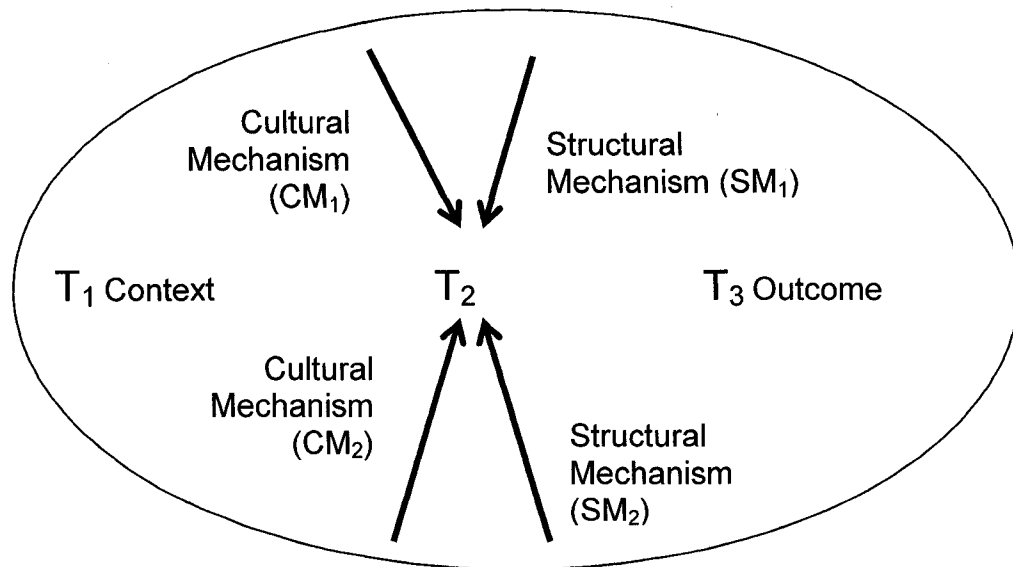 Cultural
Mechanism
(CM₁)
Structural
Mechanism (SM₁)
T₁ Context
T₂
T₃ Outcome
Cultural
Mechanism
(CM₂)
Structural
Mechanism
(SM₂)